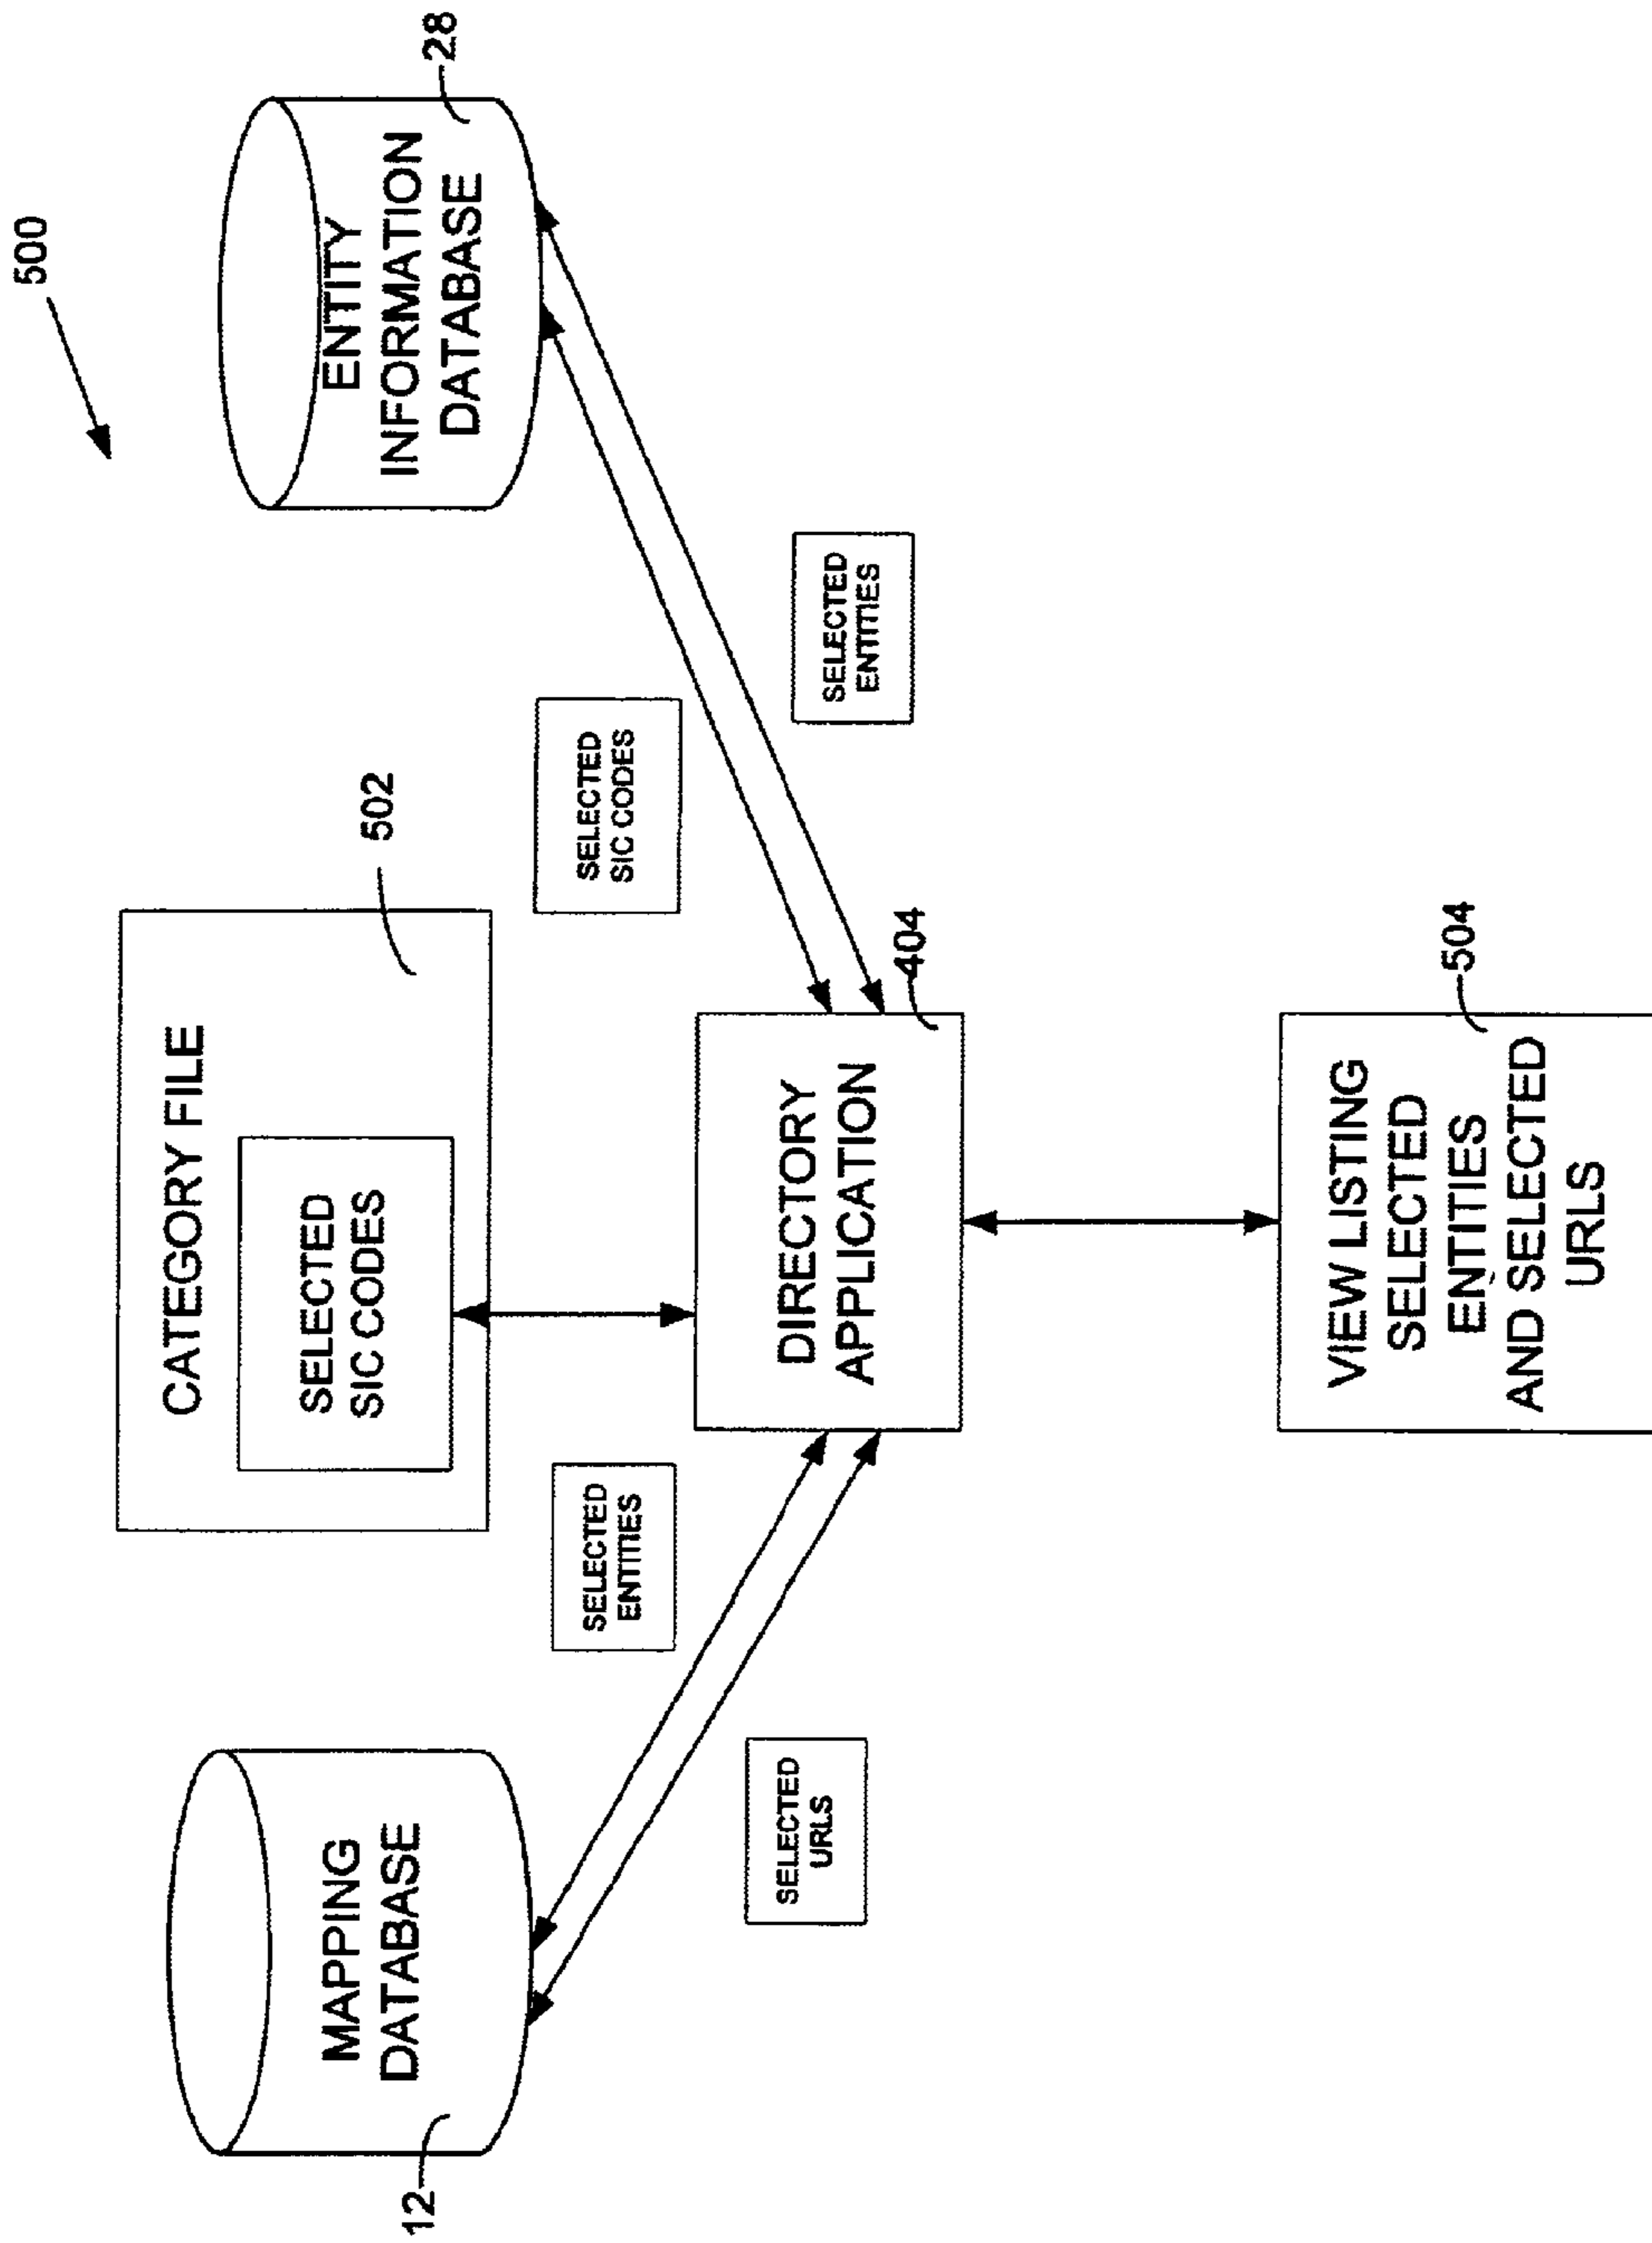 500
MAPPING
DATABASE
12
CATEGORY FILE
SELECTED
SIC CODES
502
ENTITY
INFORMATION
DATABASE
28
SELECTED
ENTITIES
SELECTED
SIC CODES
SELECTED
URLS
DIRECTORY
APPLICATION
404
SELECTED
ENTITIES
VIEW LISTING
SELECTED
ENTITIES
AND SELECTED
URLS
504